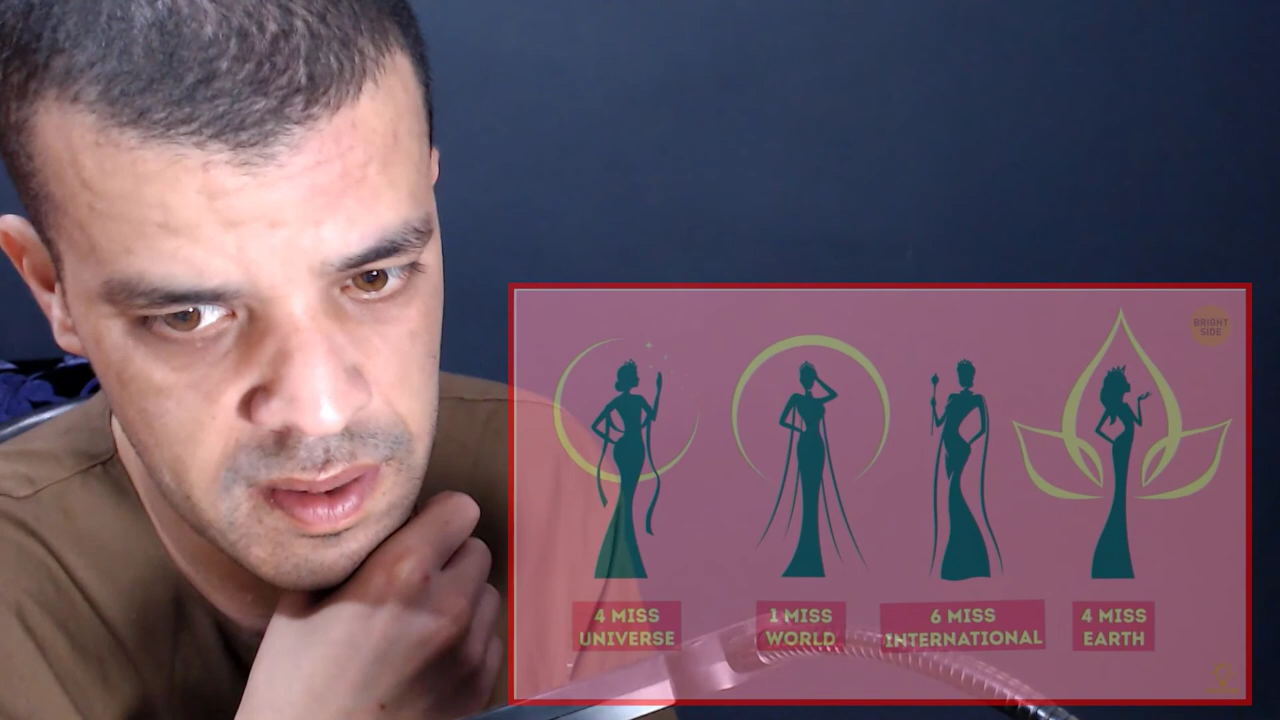 BRIGHT
SIDE
4 MISS
UNIVERSE
1 MISS
WORLD
6 MISS
INTERNATIONAL
4 MISS
EARTH